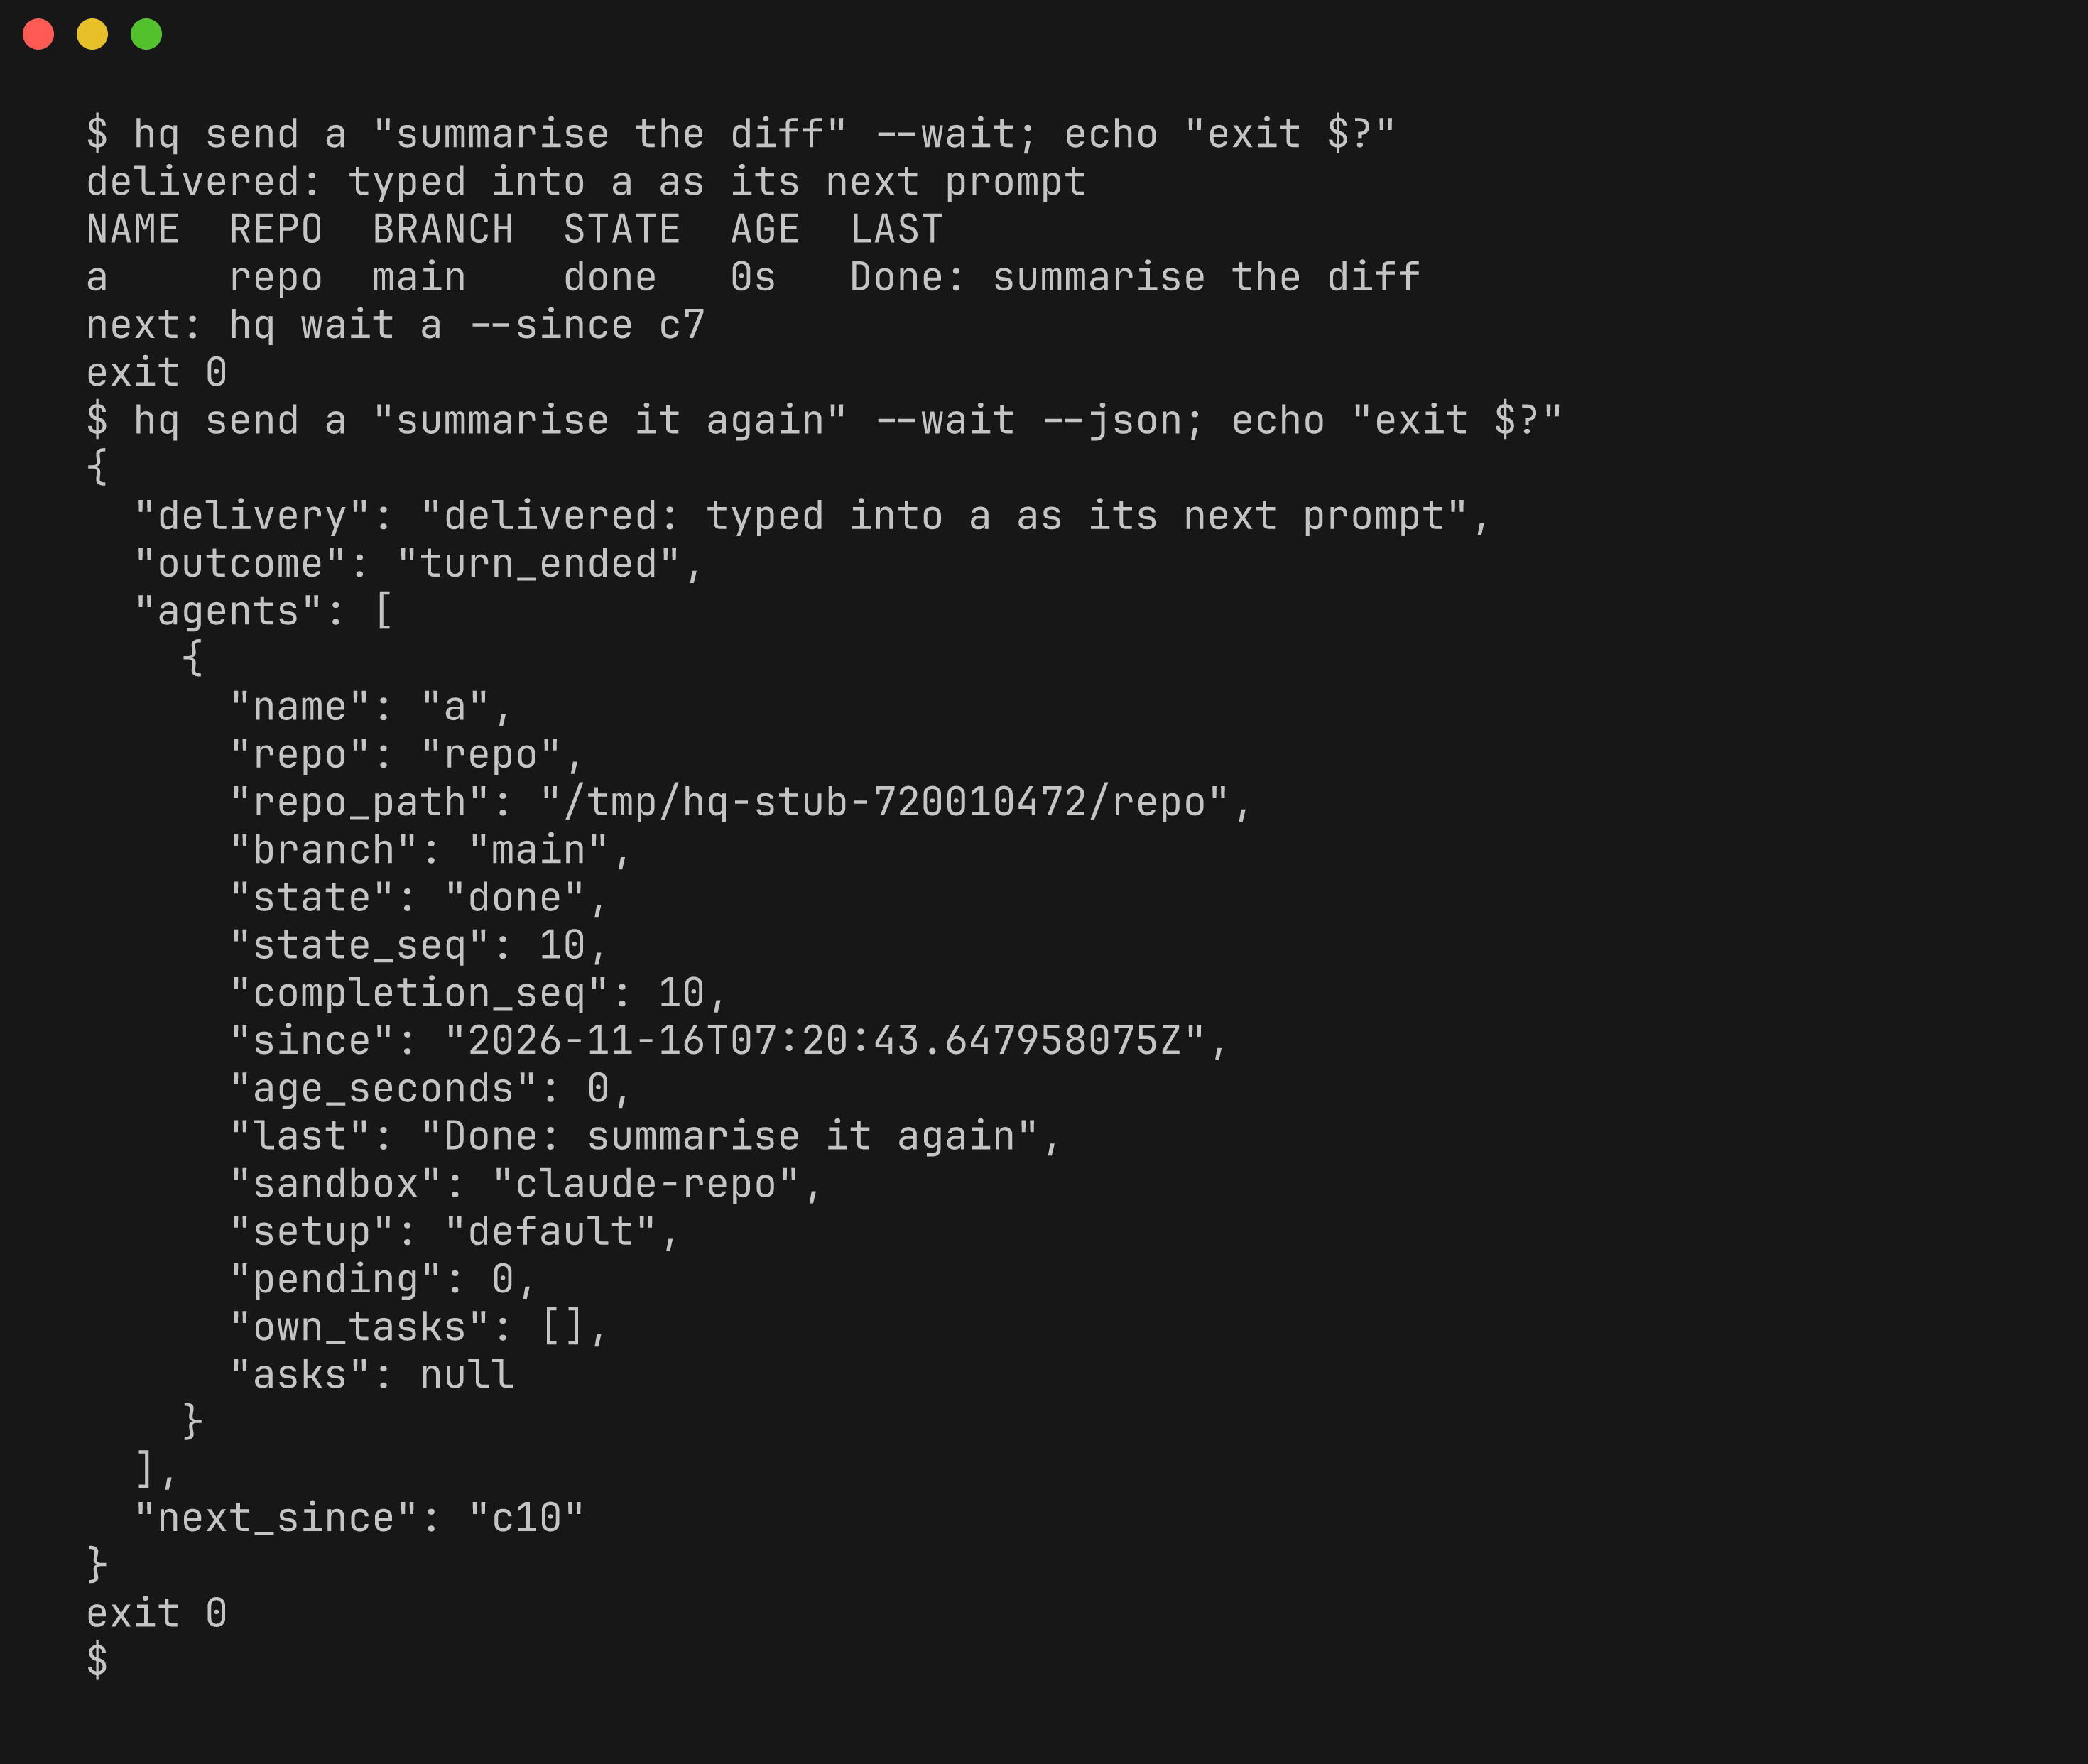 $ hq send a "summarise the diff" --wait; echo "exit $?"
delivered: typed into a as its next prompt
NAME  REPO  BRANCH  STATE  AGE  LAST
a     repo  main    done   0s   Done: summarise the diff
next: hq wait a --since c7
exit 0
$ hq send a "summarise it again" --wait --json; echo "exit $?"
{
  "delivery": "delivered: typed into a as its next prompt",
  "outcome": "turn_ended",
  "agents": [
    {
      "name": "a",
      "repo": "repo",
      "repo_path": "/tmp/hq-stub-720010472/repo",
      "branch": "main",
      "state": "done",
      "state_seq": 10,
      "completion_seq": 10,
      "since": "2026-11-16T07:20:43.647958075Z",
      "age_seconds": 0,
      "last": "Done: summarise it again",
      "sandbox": "claude-repo",
      "setup": "default",
      "pending": 0,
      "own_tasks": [],
      "asks": null
    }
  ],
  "next_since": "c10"
}
exit 0
$